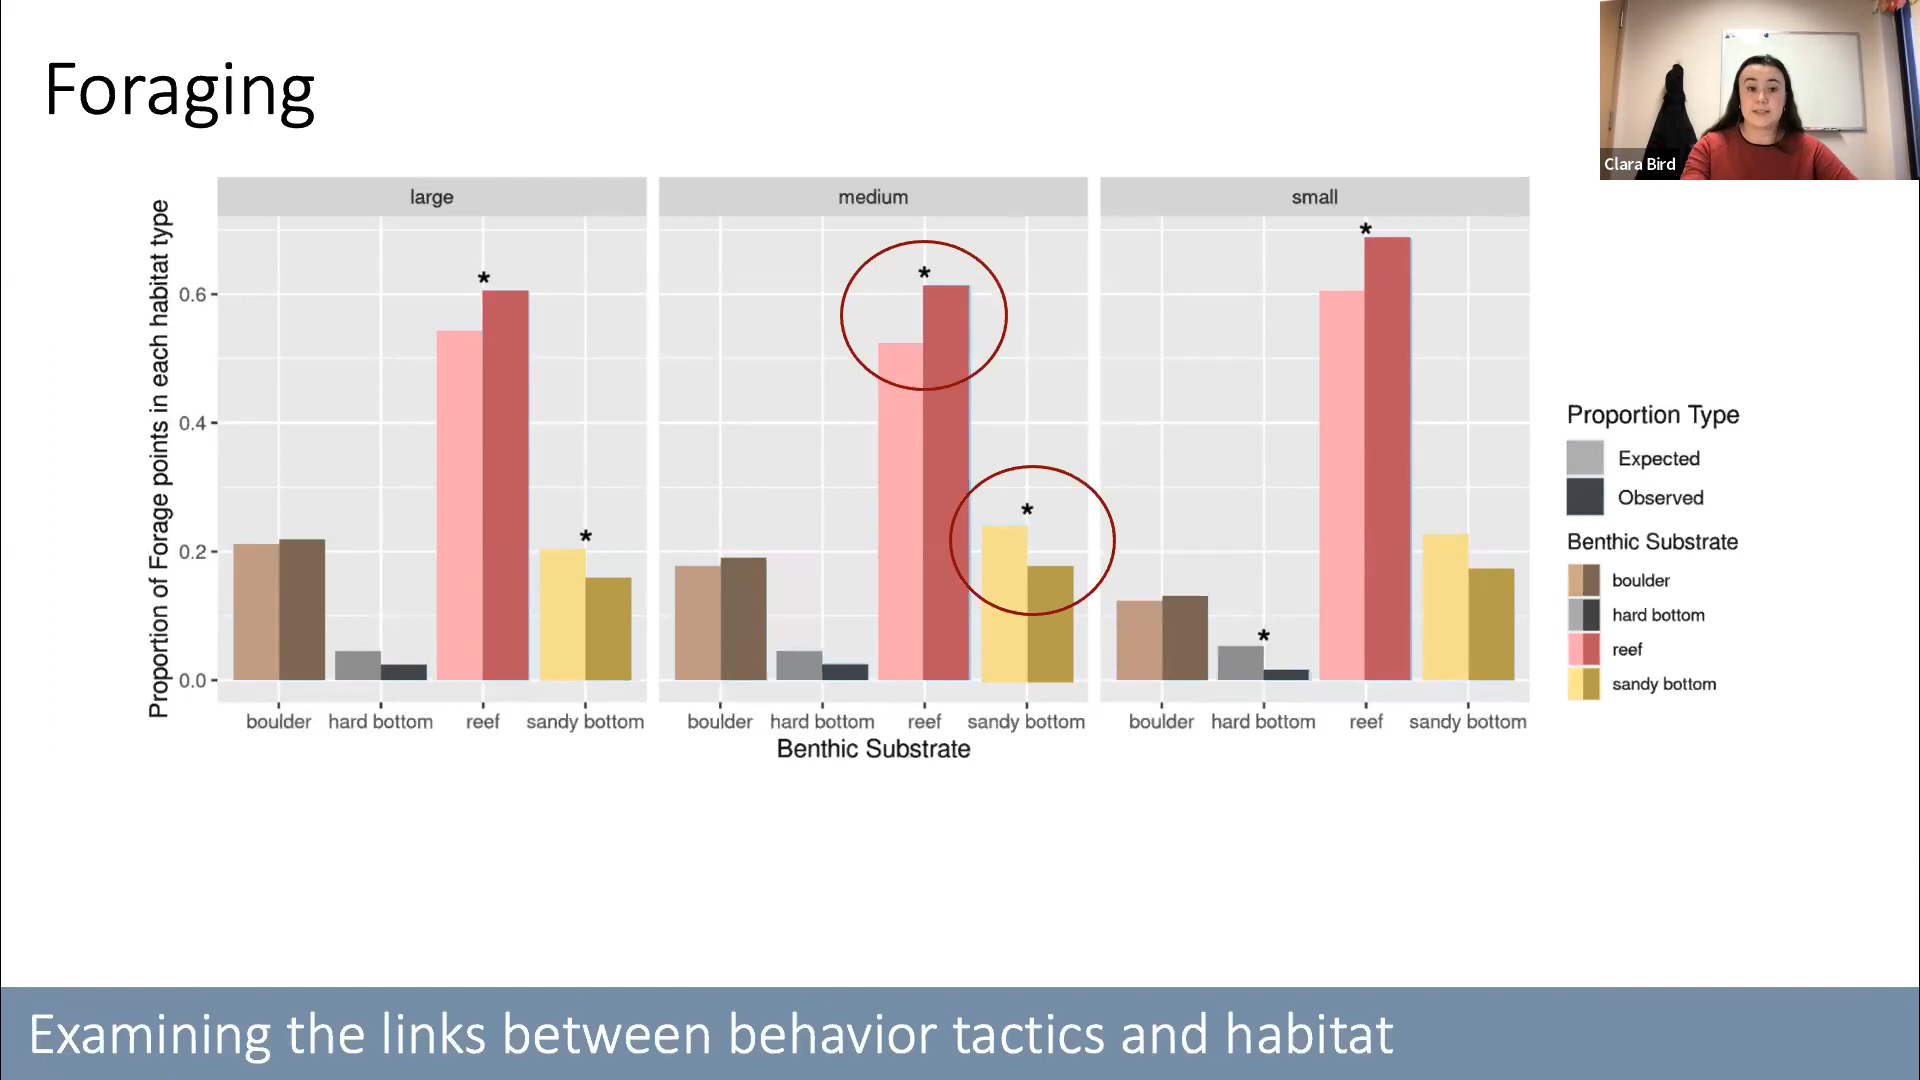 Foraging
Clara Bird
large
medium
small
*
*
*
*
*
*
Proportion of Forage points in each habitat type
0.6
0.4
0.2
0.0
boulder hard bottom reef sandy bottom
boulder hard bottom reef sandy bottom
boulder hard bottom reef sandy bottom
Benthic Substrate
Proportion Type
Expected
Observed
Benthic Substrate
boulder
hard bottom
reef
sandy bottom
Examining the links between behavior tactics and habitat